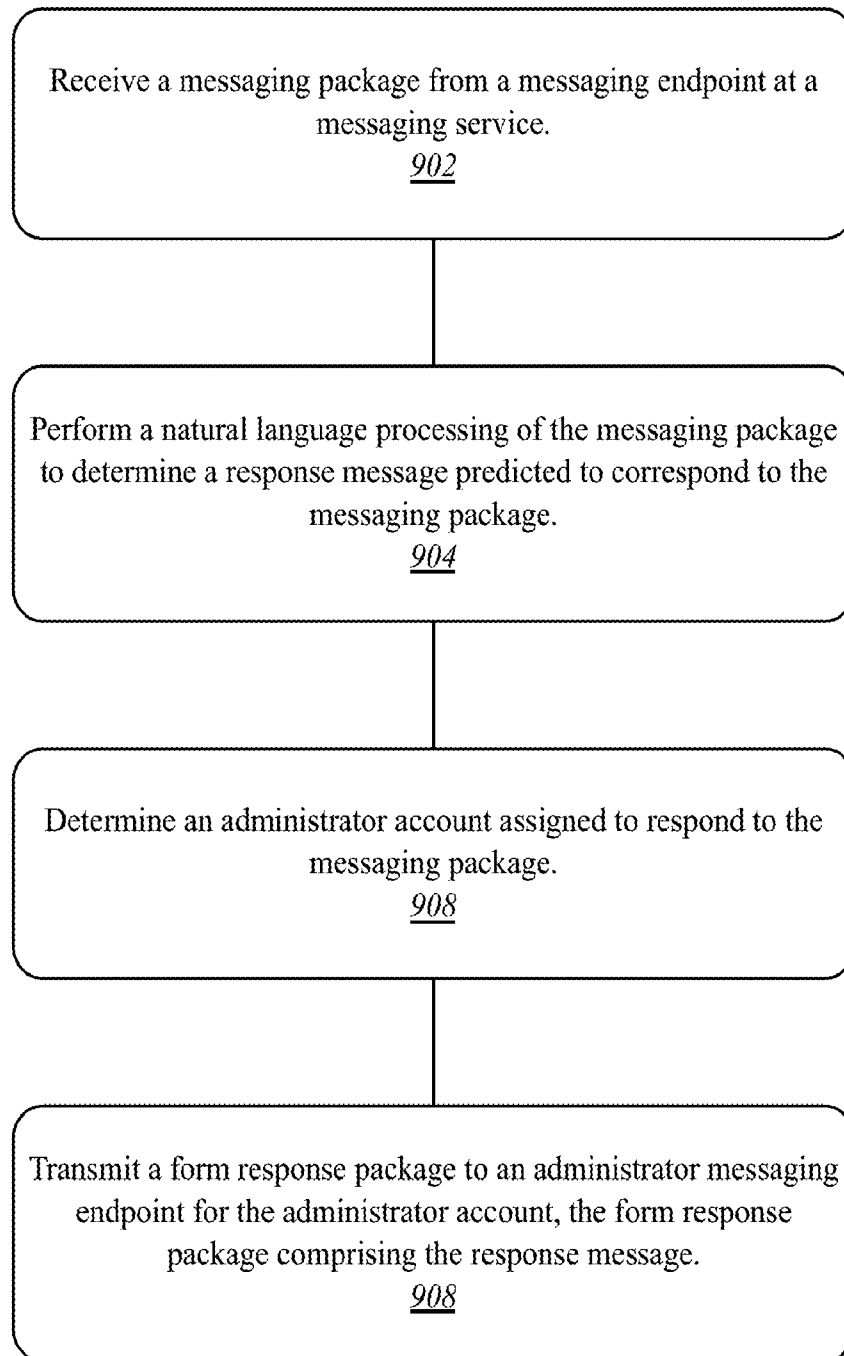 Receive a messaging package from a messaging endpoint at a
messaging service.
902
Perform a natural language processing of the messaging package
to determine a response message predicted to correspond to the
messaging package.
904
Determine an administrator account assigned to respond to the
messaging package.
908
Transmit a form response package to an administrator messaging
endpoint for the administrator account, the form response
package comprising the response message.
908